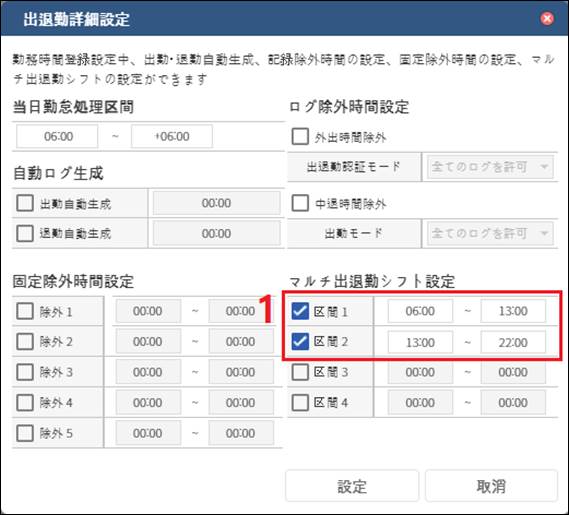 出退勤詳細設定
勤務時間登録設定中、出勤･退勤自動生成、記録除外時間の設定、固定除外時間の設定、マル
チ出退勤シフトの設定ができます
当日勤怠処理区間
06:00 ~ +06:00
自動ログ生成
出勤自動生成 00:00
退勤自動生成 00:00
ログ除外時間設定
外出時間除外
出退勤認証モード 全てのログを許可
中退時間除外
出勤モード 全てのログを許可
固定除外時間設定
除外1 00:00 ~ 00:00
除外2 00:00 ~ 00:00
除外3 00:00 ~ 00:00
除外4 00:00 ~ 00:00
除外5 00:00 ~ 00:00
1
マルチ出退勤シフト設定
区間1 06:00 ~ 13:00
区間2 13:00 ~ 22:00
区間3 00:00 ~ 00:00
区間4 00:00 ~ 00:00
設定 取消